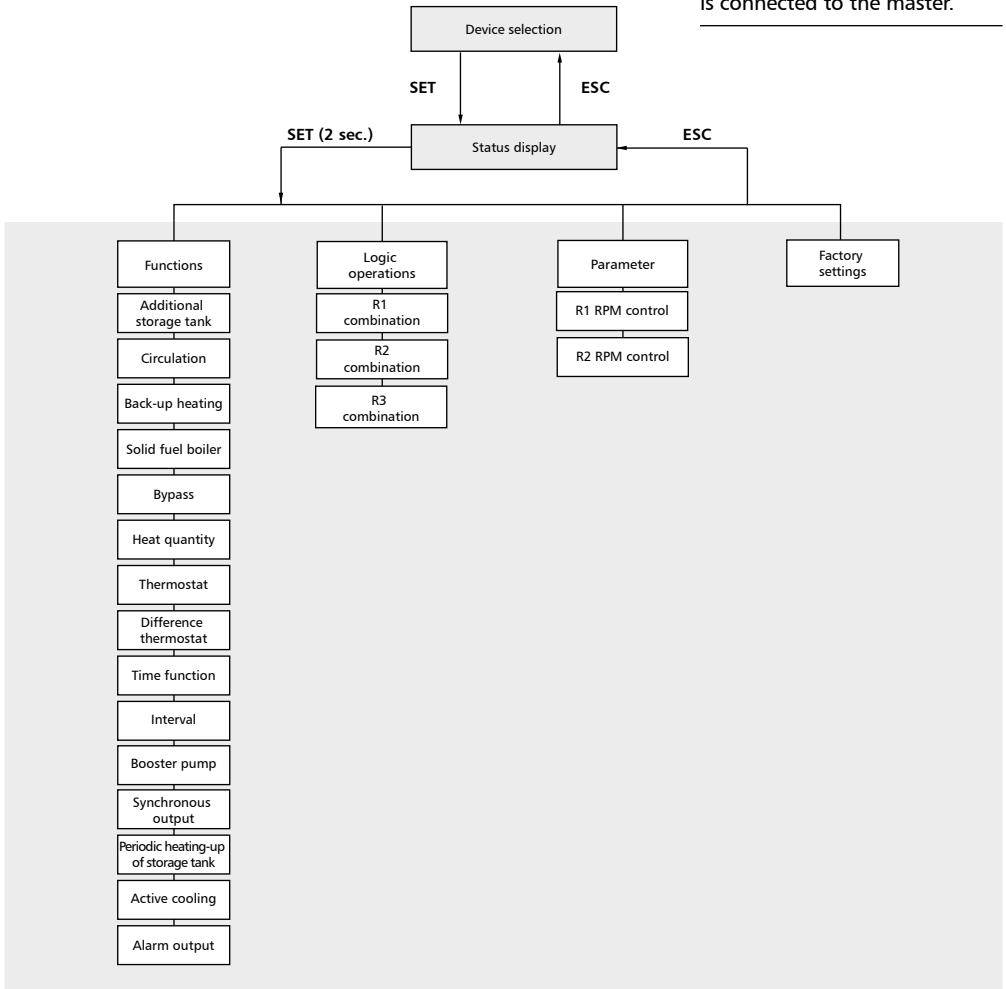 is connected to the master.
Device selection
SET
ESC
SET (2 sec.)
Status display
ESC
Functions
Additional
storage tank
Circulation
Back-up heating
Solid fuel boiler
Bypass
Heat quantity
Thermostat
Difference
thermostat
Time function
Interval
Booster pump
Synchronous
output
Periodic heating-up
of storage tank
Active cooling
Alarm output
Logic
operations
R1
combination
R2
combination
R3
combination
Parameter
R1 RPM control
R2 RPM control
Factory
settings